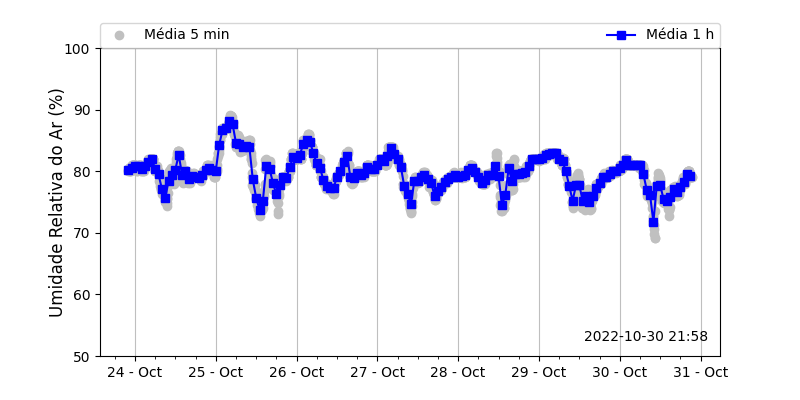 Média 5 min
Média 1 h
Umidade Relativa do Ar (%)
100
90
80
70
60
50
2022-10-30 21:58
24 - Oct
25 - Oct
26 - Oct
27 - Oct
28 - Oct
29 - Oct
30 - Oct
31 - Oct